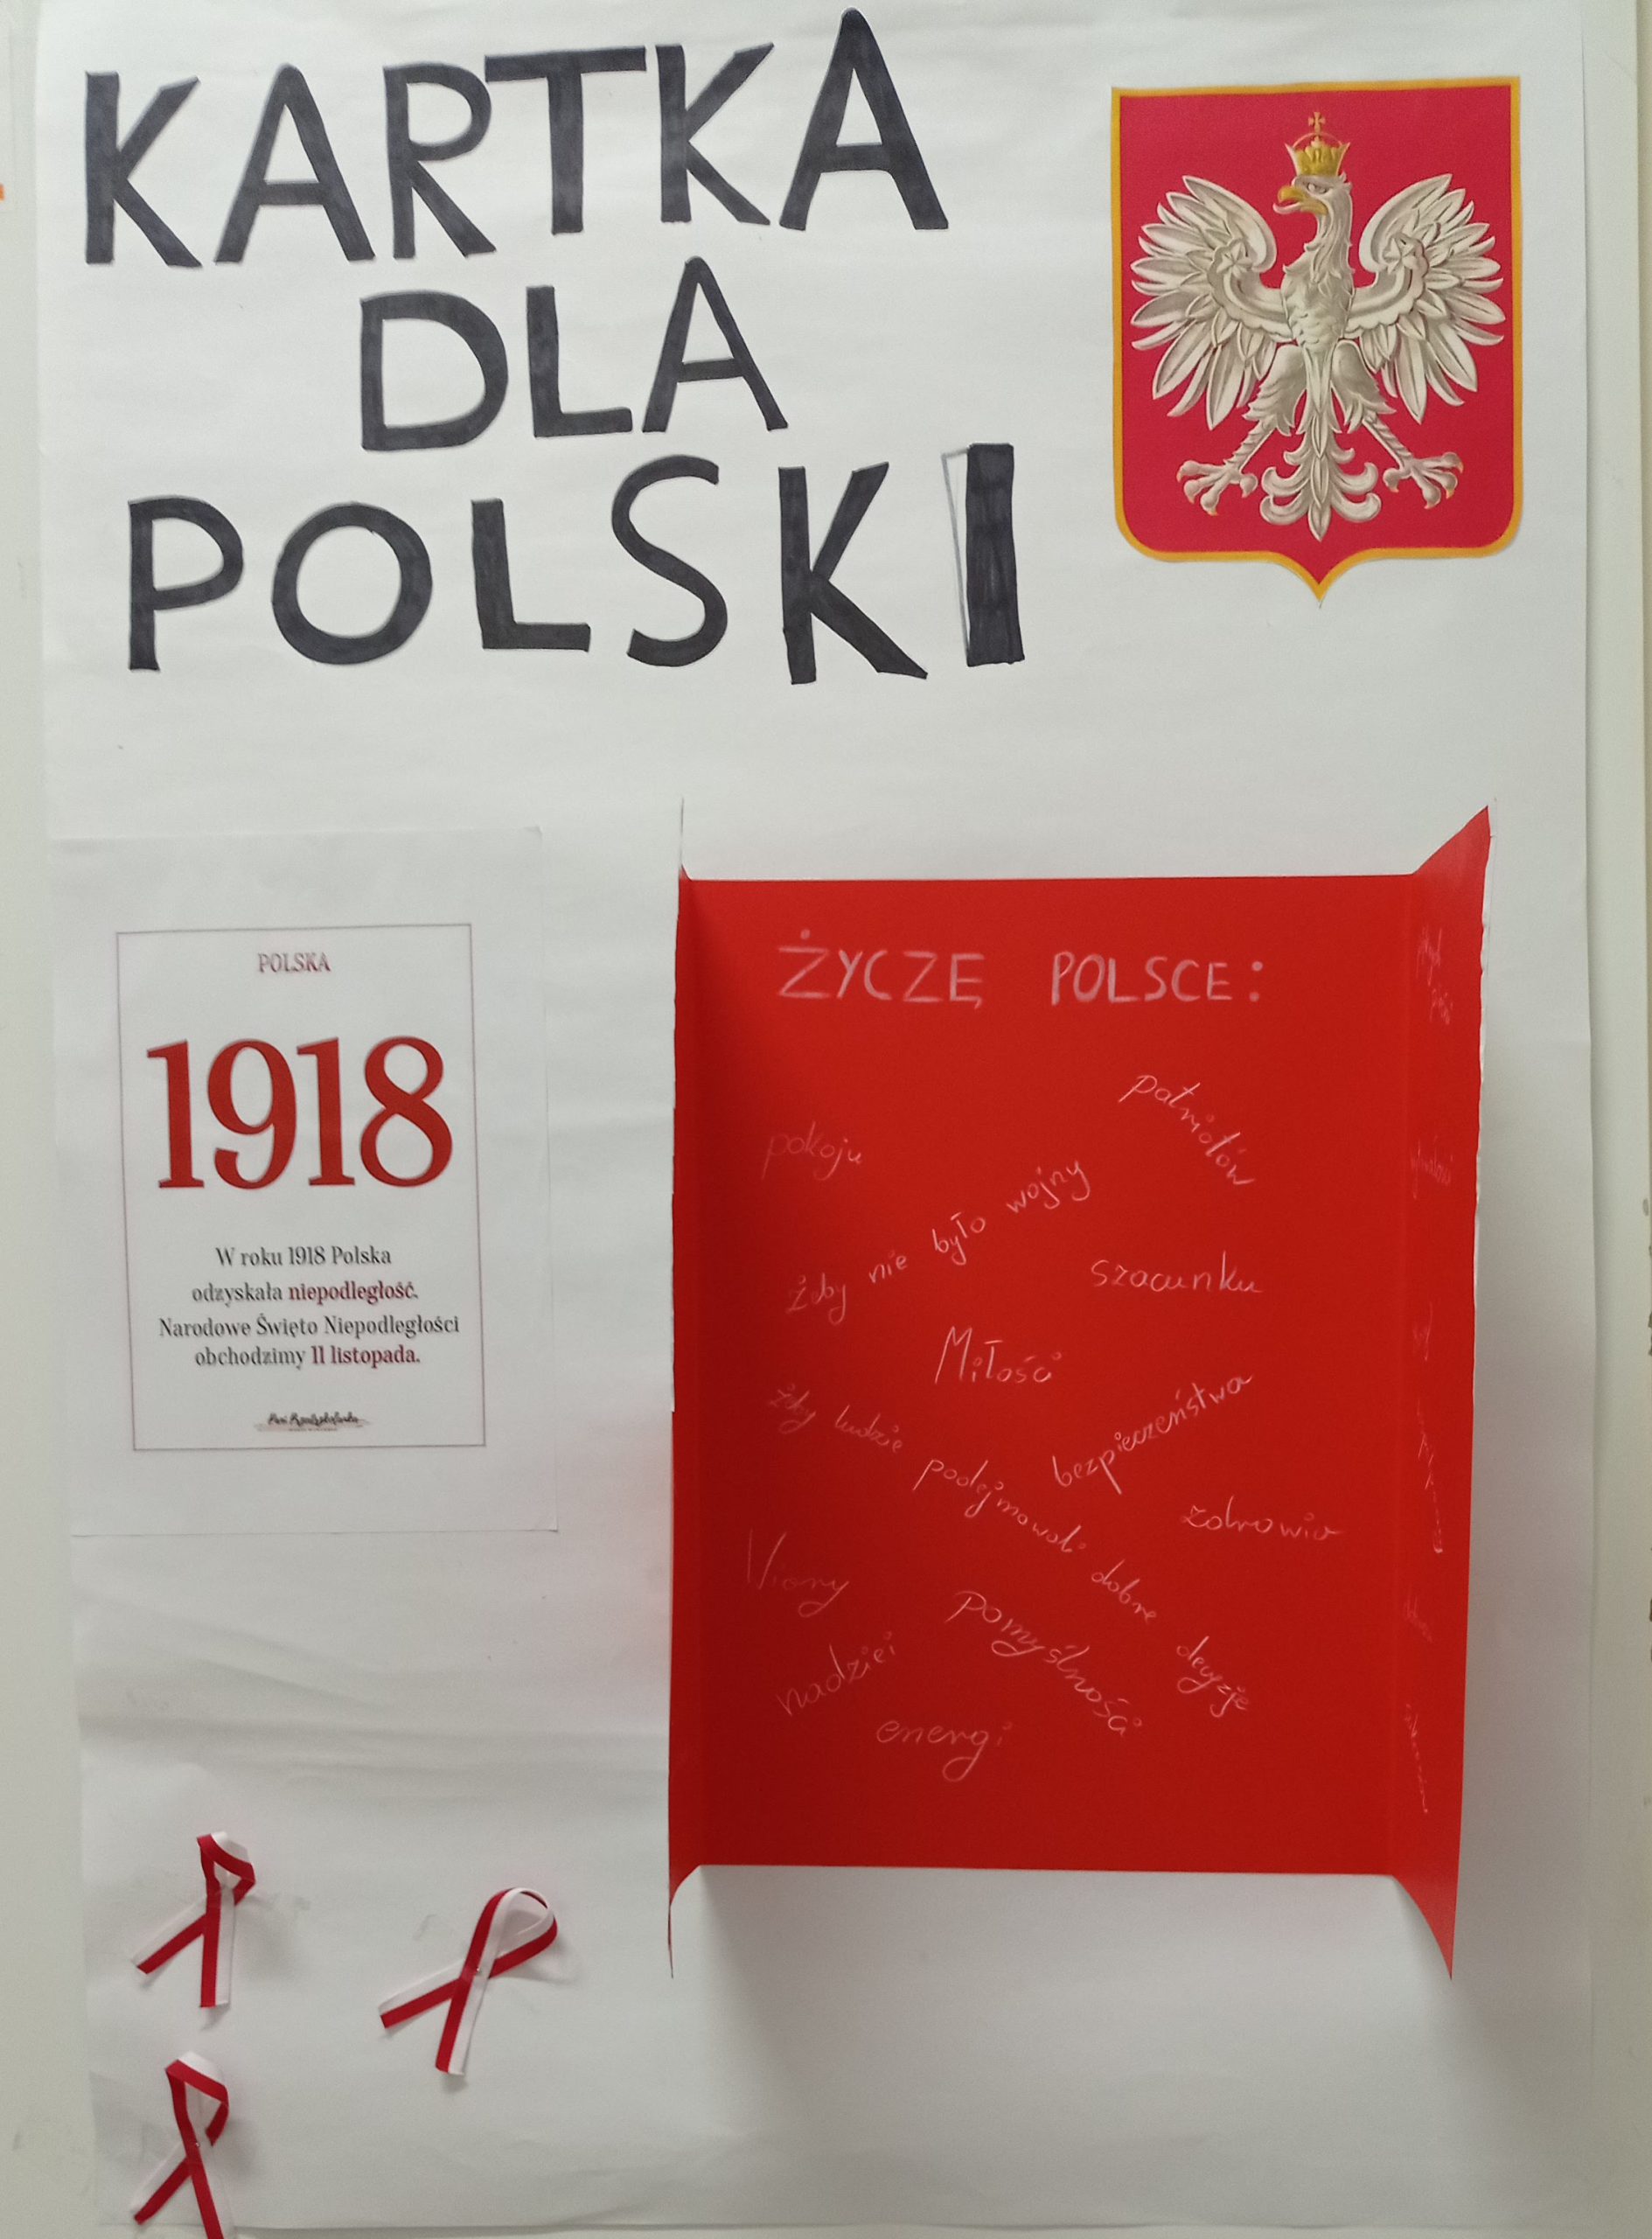 KARTKA
DLA
POLSKI
POLSKA
1918
W roku 1918 Polska
odzyskała niepodległość.
Narodowe Święto Niepodległości
obchodzimy 11 listopada.
ŻYCZĘ POLSCE:
patriotów
pokoju
żeby nie było wojny
szacunku
Miłości
bezpieczeństwa
żeby ludzie podejmowali dobre decyzje
zdrowia
Wiary
pomyślności
nadziei
energi